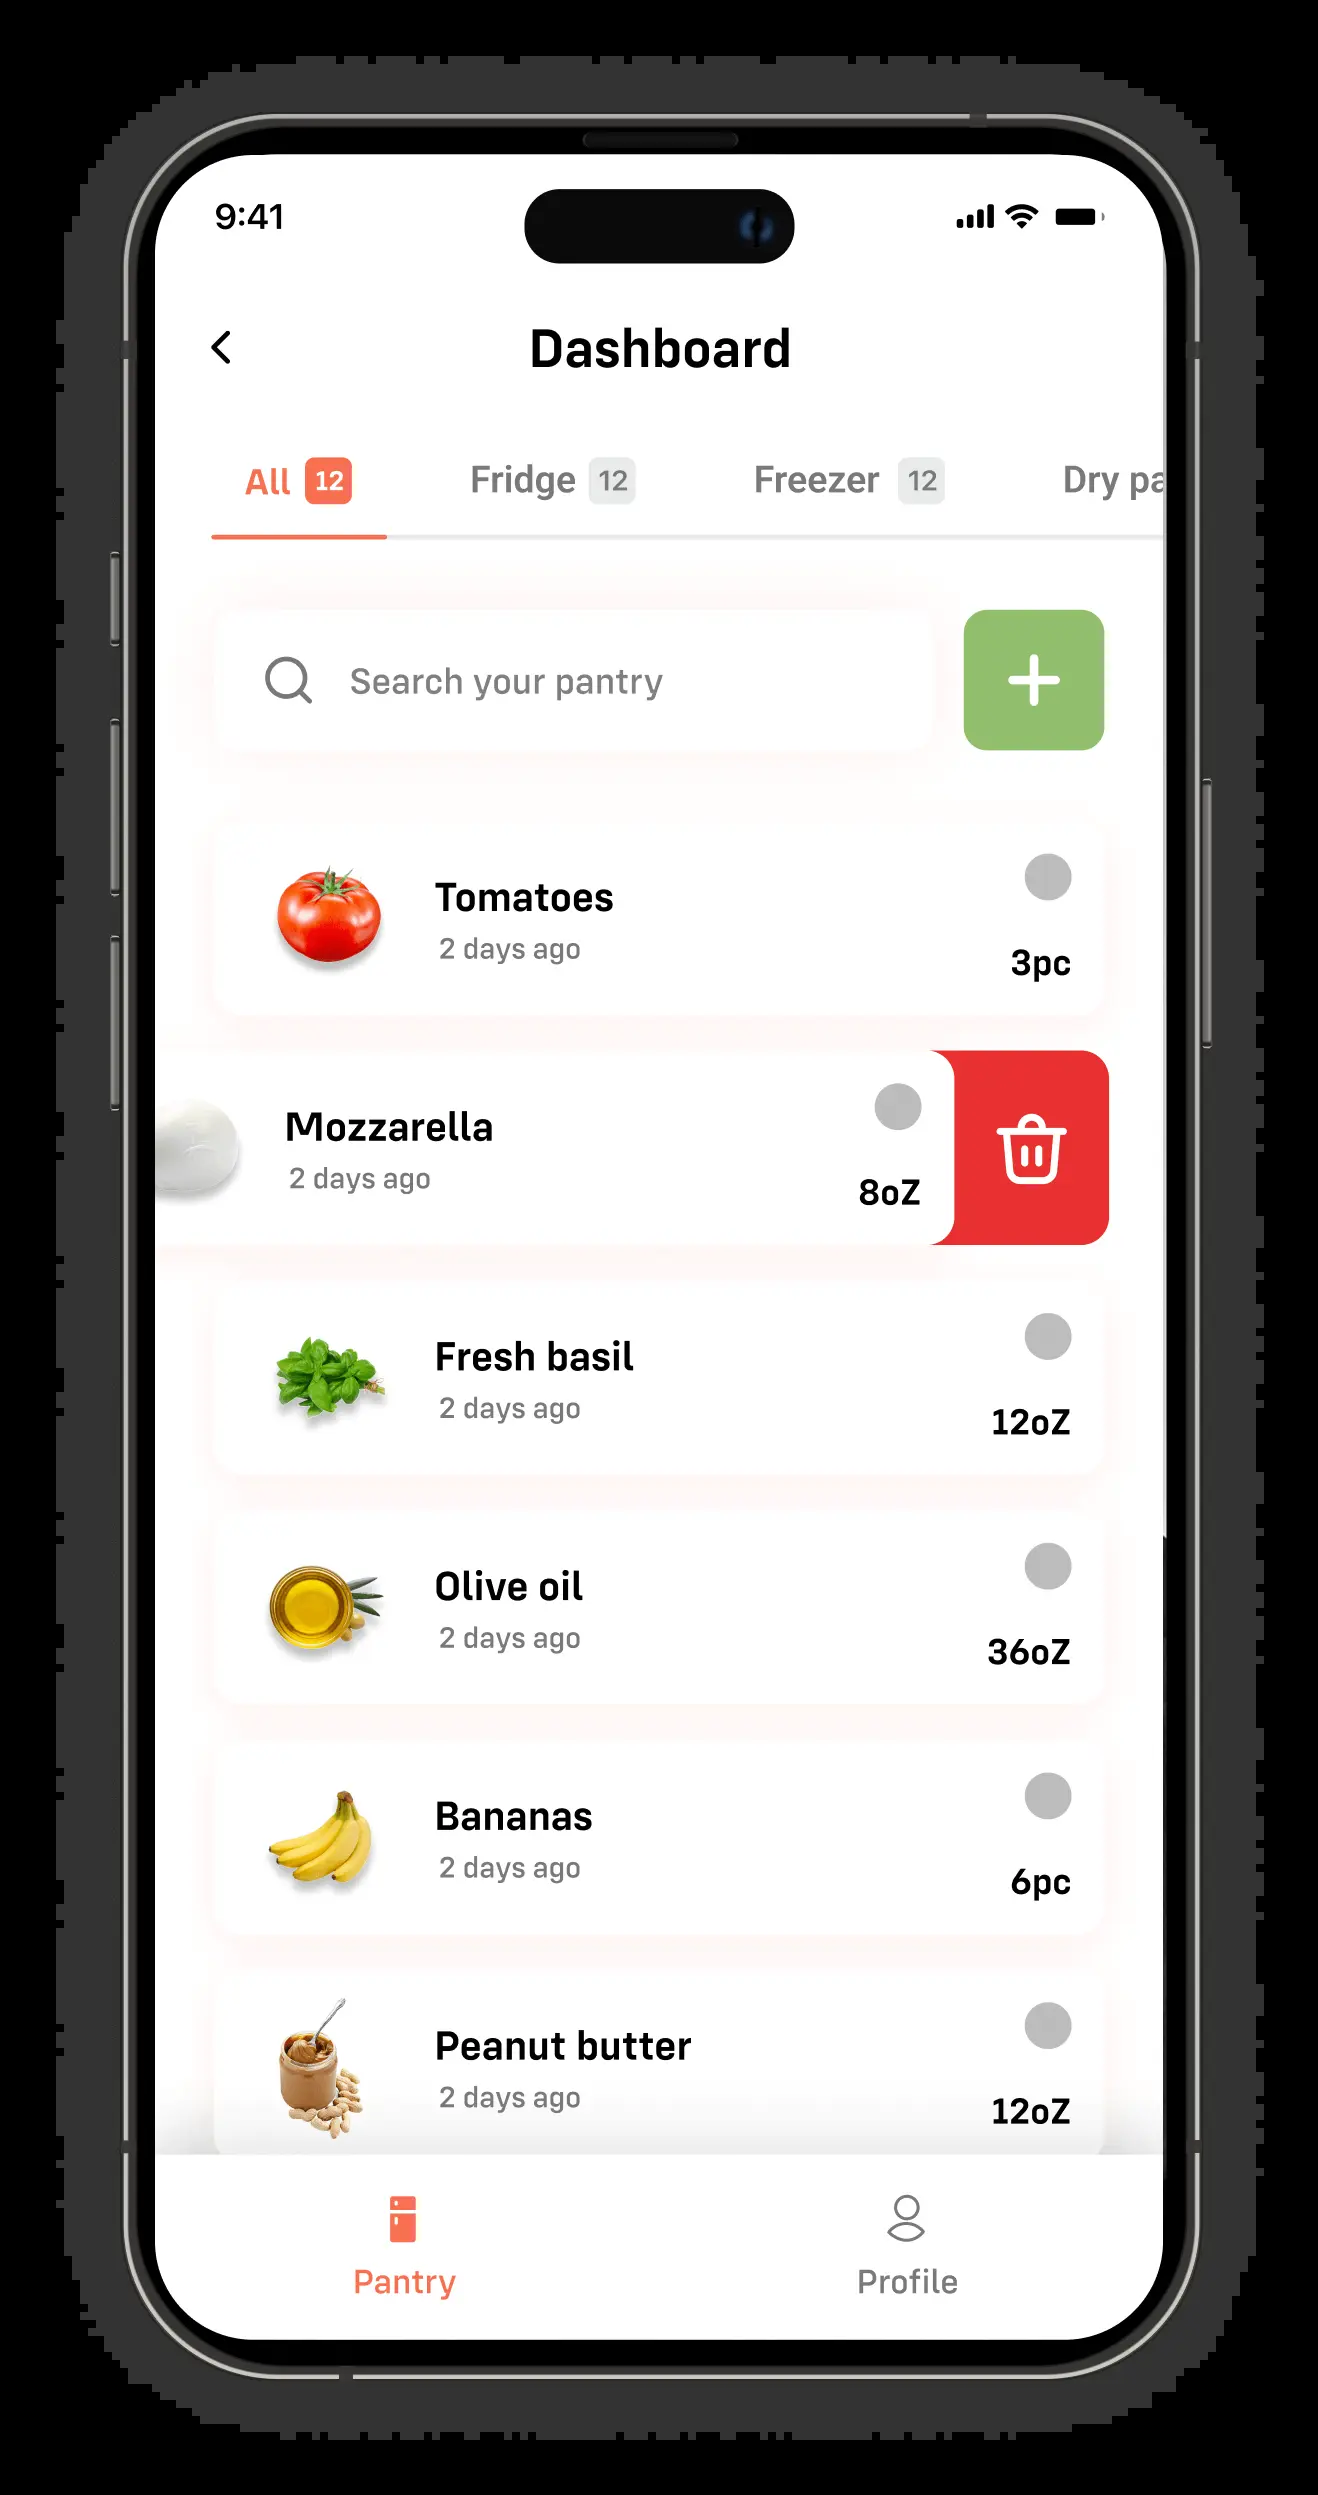 9:41
Dashboard
All 12 Fridge 12 Freezer 12 Dry pa
Search your pantry
Tomatoes
2 days ago
3pc
Mozzarella
2 days ago
8oZ
Fresh basil
2 days ago
12oZ
Olive oil
2 days ago
36oZ
Bananas
2 days ago
6pc
Peanut butter
2 days ago
12oZ
Pantry Profile